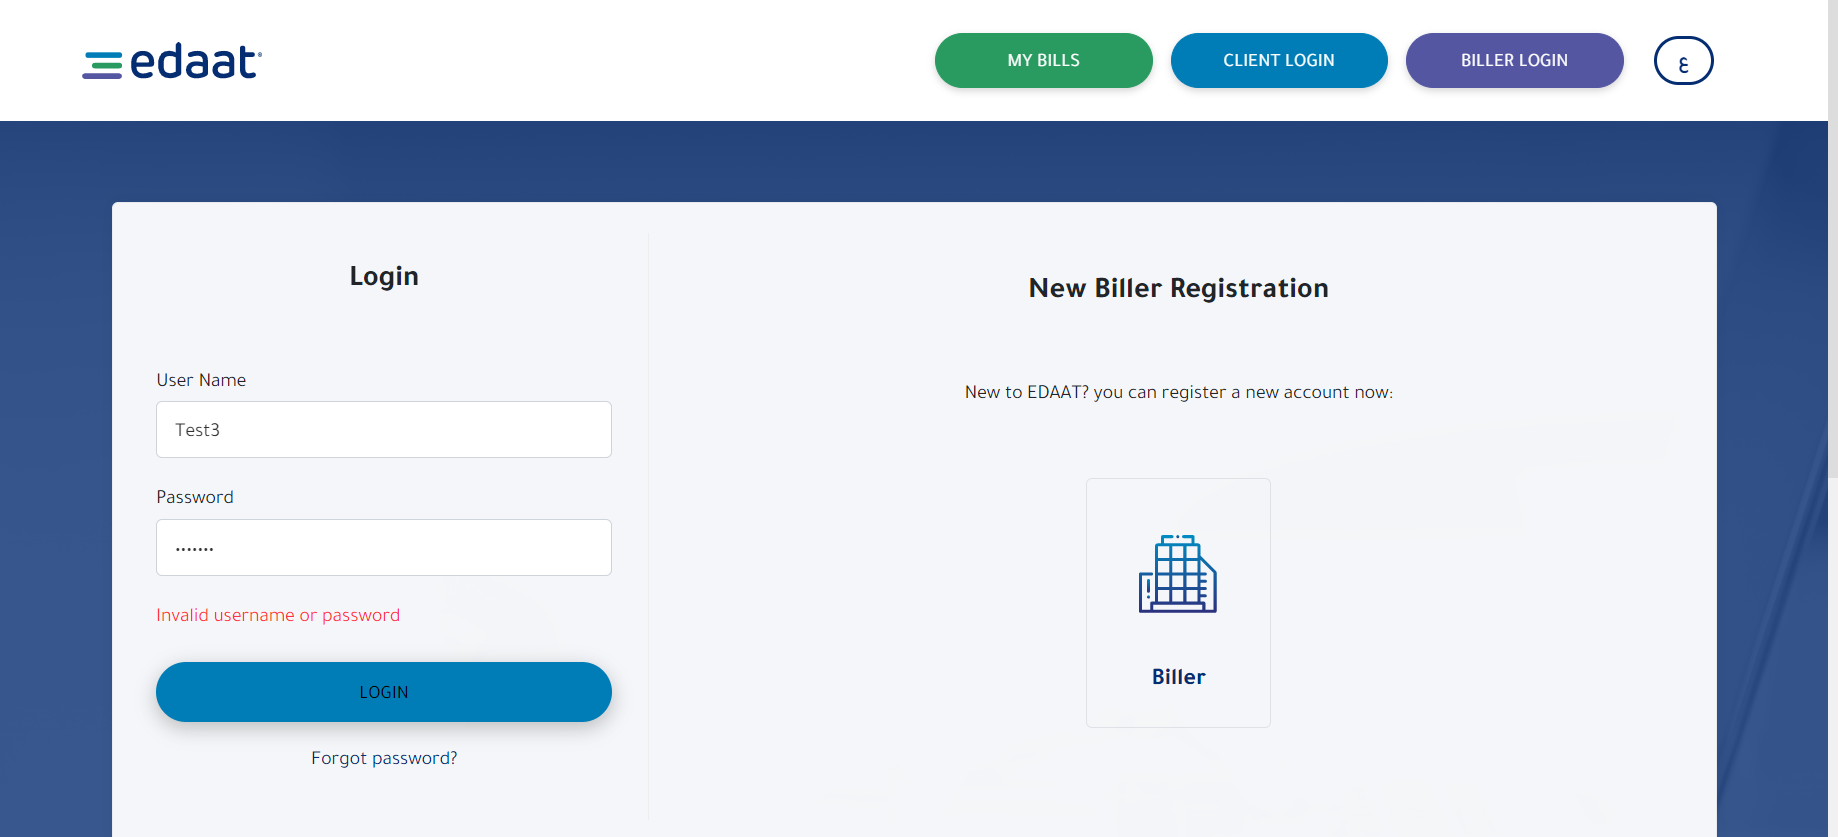 edaat
MY BILLS
CLIENT LOGIN
BILLER LOGIN
ع
Login
User Name
Test3
Password
•••••••
Invalid username or password
LOGIN
Forgot password?
New Biller Registration
New to EDAAT? you can register a new account now:
Biller